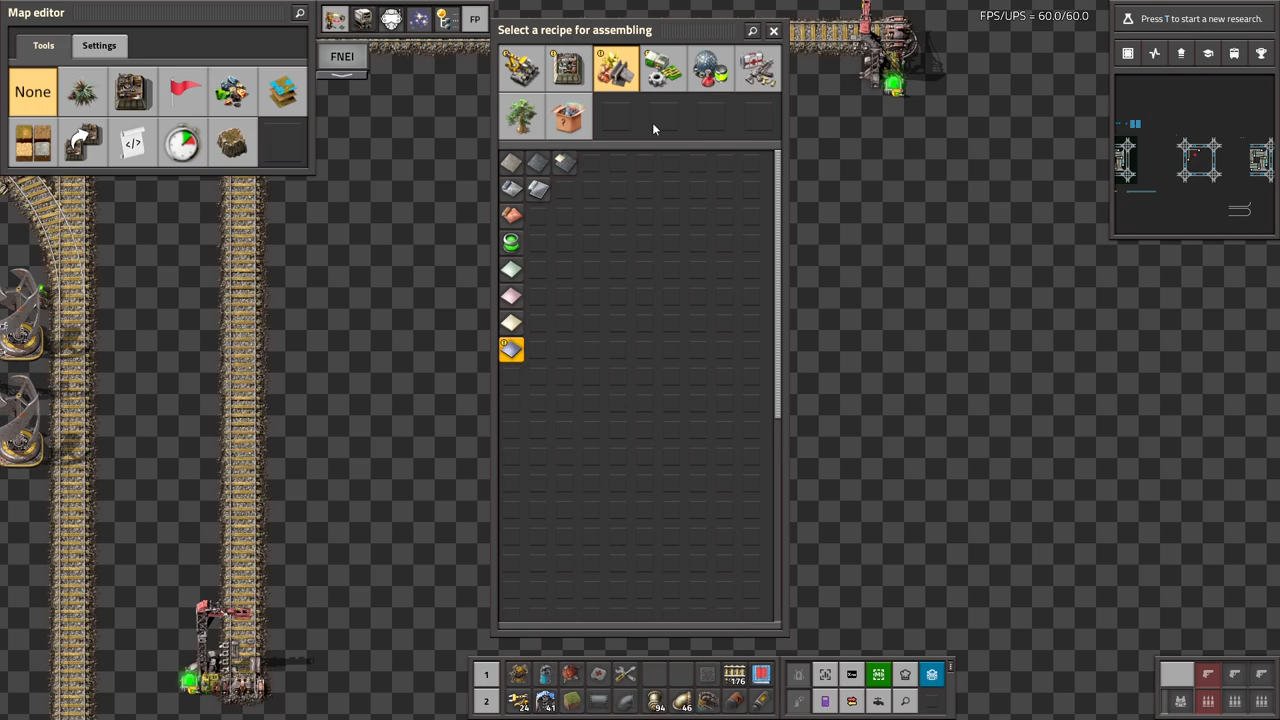 Map editor
Tools
Settings
None
FP
FNEI
Select a recipe for assembling
FPS/UPS = 60.0/60.0
Press T to start a new research.
1
176
2
24
41
94
46